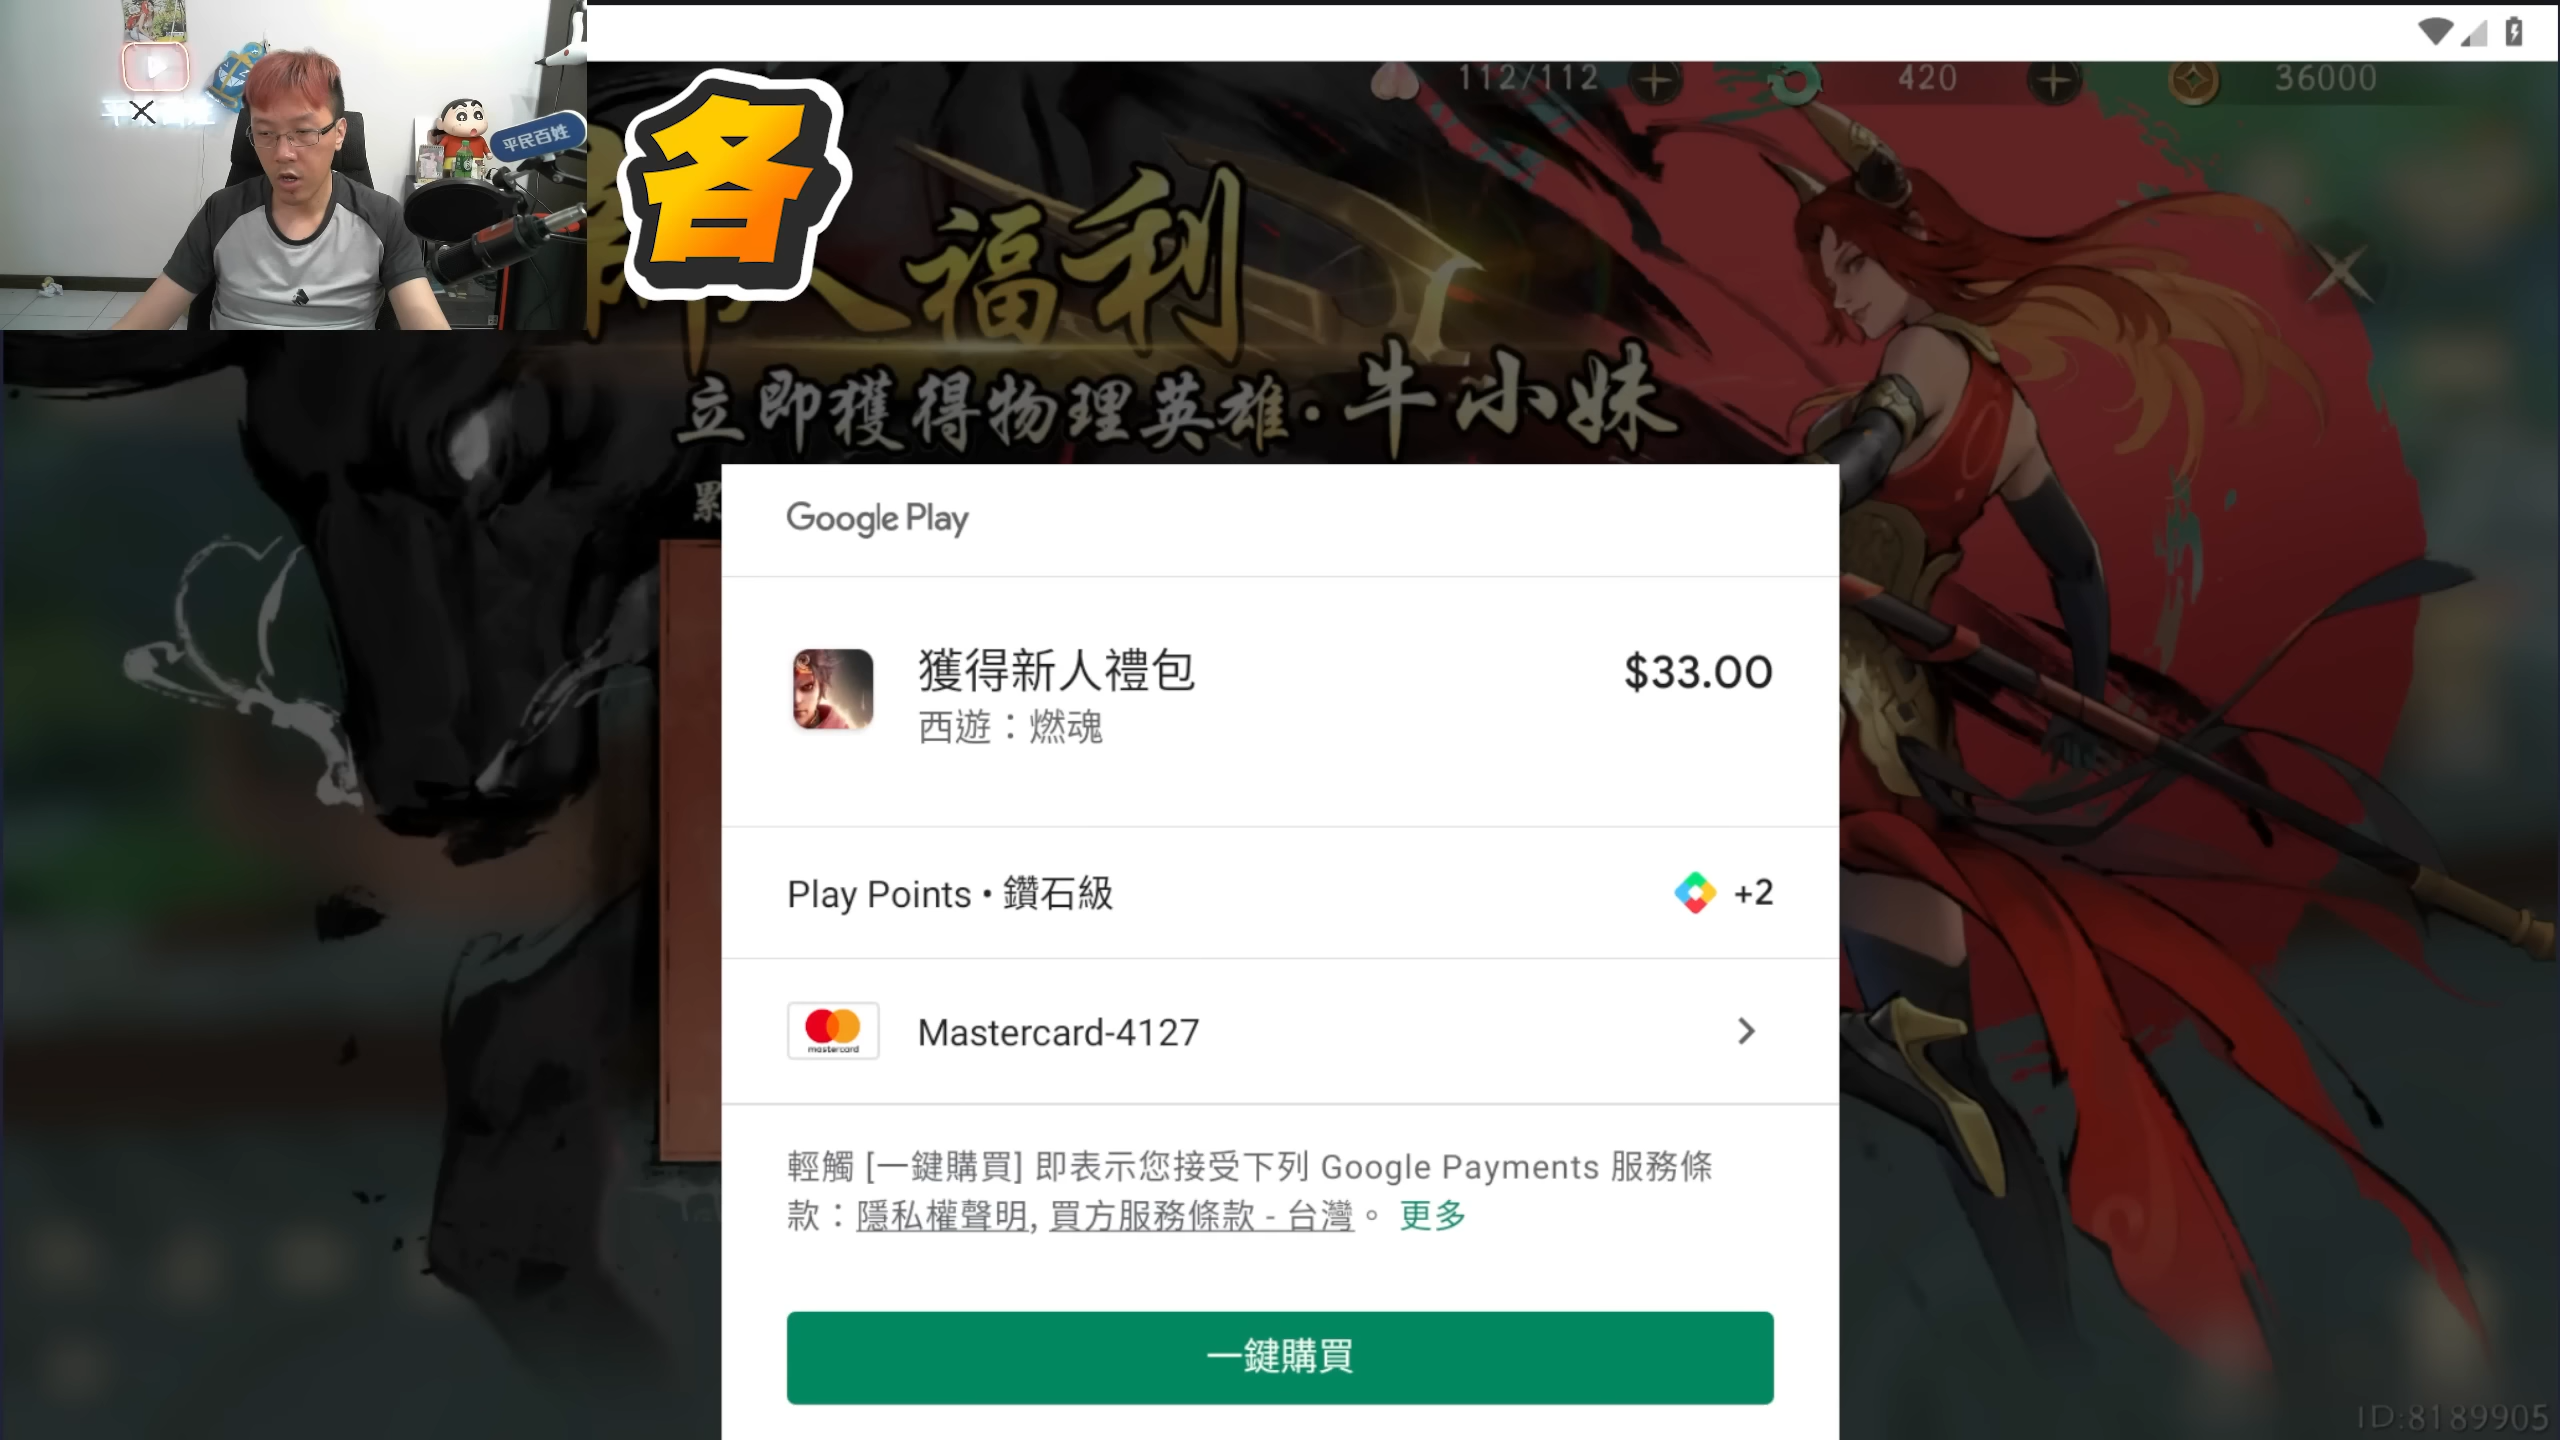 平民百姓
各
112/112
420
36000
人福利
立即獲得物理英雄·牛小妹
累
Google Play
獲得新人禮包
$33.00
西遊：燃魂
Play Points • 鑽石級
+2
mastercard
Mastercard-4127
輕觸 [一鍵購買] 即表示您接受下列 Google Payments 服務條
款：隱私權聲明, 買方服務條款 - 台灣。 更多
一鍵購買
ID:8189905